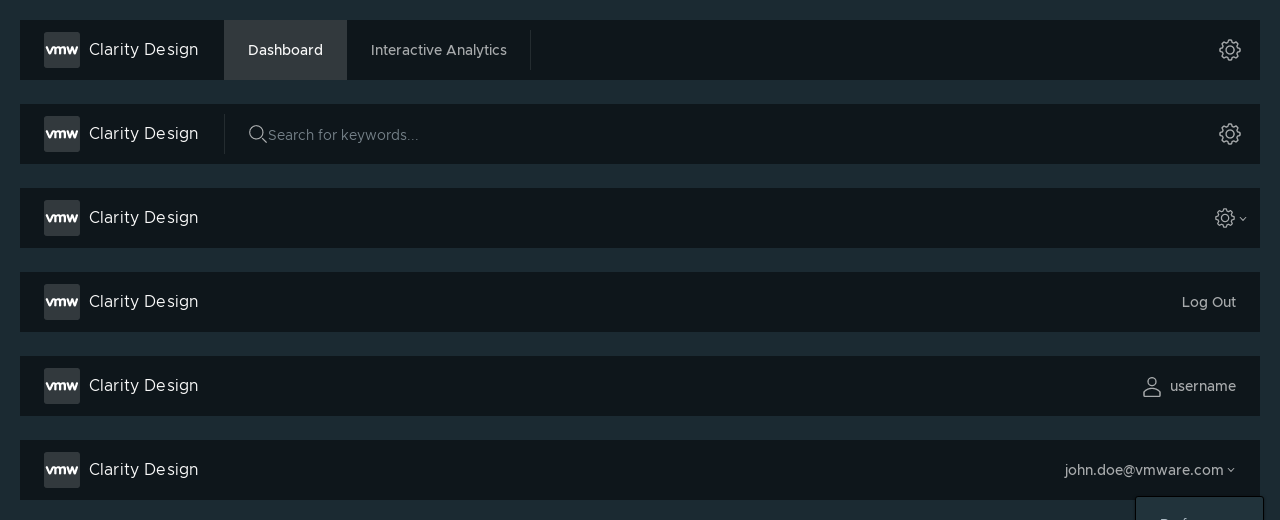 vmw Clarity Design Dashboard Interactive Analytics
vmw Clarity Design Search for keywords...
vmw Clarity Design
vmw Clarity Design Log Out
vmw Clarity Design username
vmw Clarity Design john.doe@vmware.com